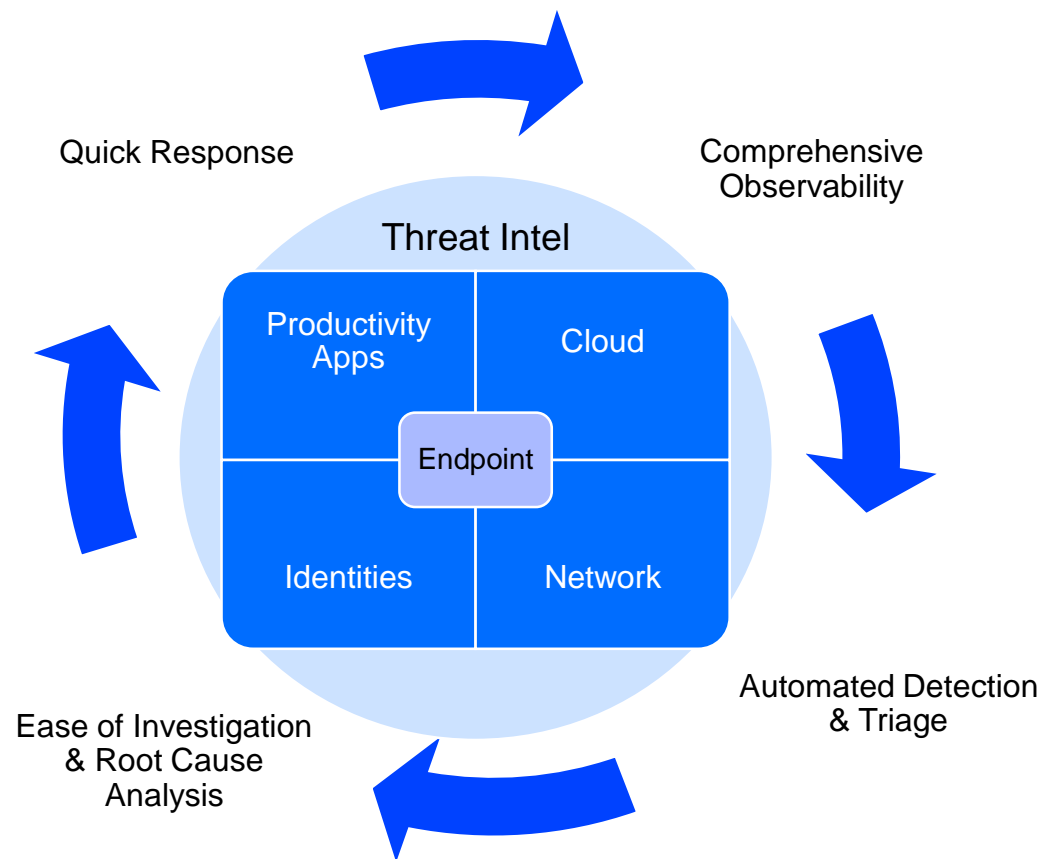 Quick Response
Comprehensive
Observability
Threat Intel
Productivity
Apps
Cloud
Endpoint
Identities
Network
Automated Detection
& Triage
Ease of Investigation
& Root Cause
Analysis